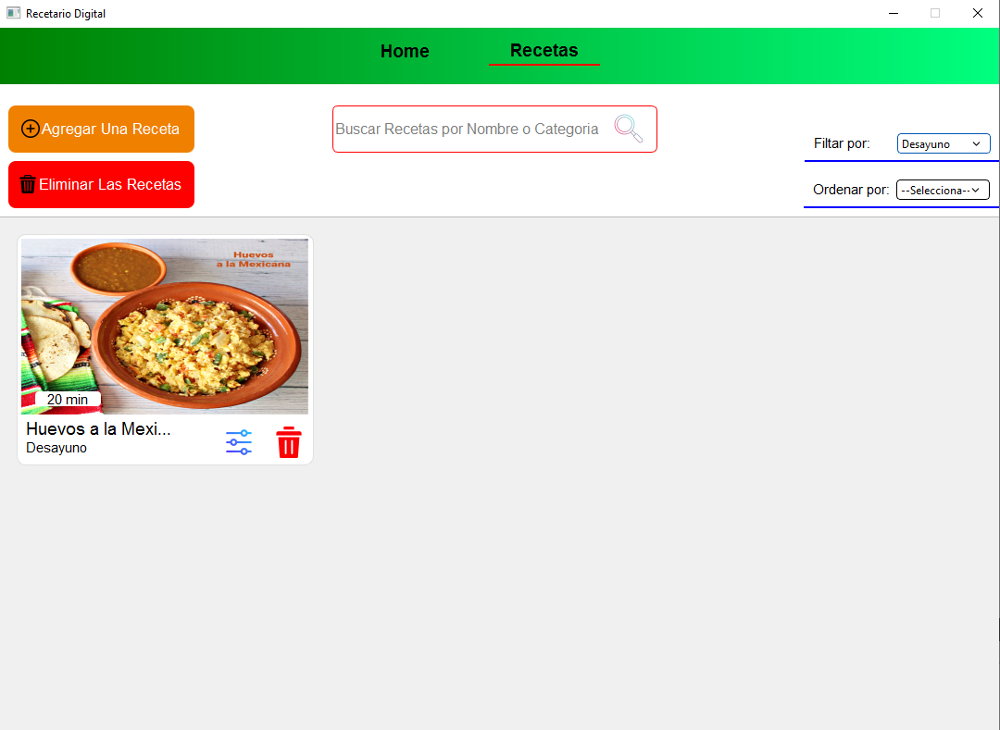 Recetario Digital
Home
Recetas
Agregar Una Receta
Buscar Recetas por Nombre o Categoria
Filtar por:
Desayuno
Eliminar Las Recetas
Ordenar por:
--Selecciona--
Huevos
a la Mexicana
20 min
Huevos a la Mexi...
Desayuno